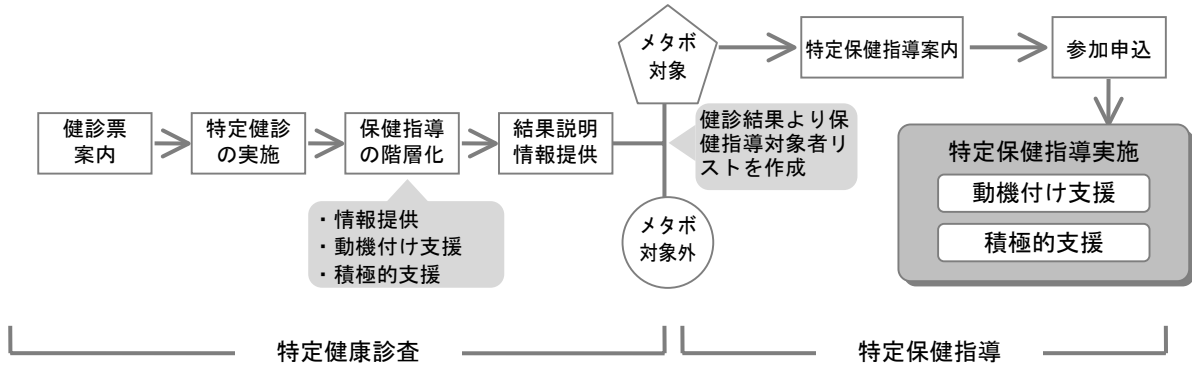 健診票
案内
特定健診
の実施
保健指導
の階層化
・情報提供
・動機付け支援
・積極的支援
結果説明
情報提供
メタボ
対象
健診結果より保
健指導対象者リ
ストを作成
メタボ
対象外
特定保健指導案内
参加申込
特定保健指導実施
動機付け支援
積極的支援
特定健康診査
特定保健指導